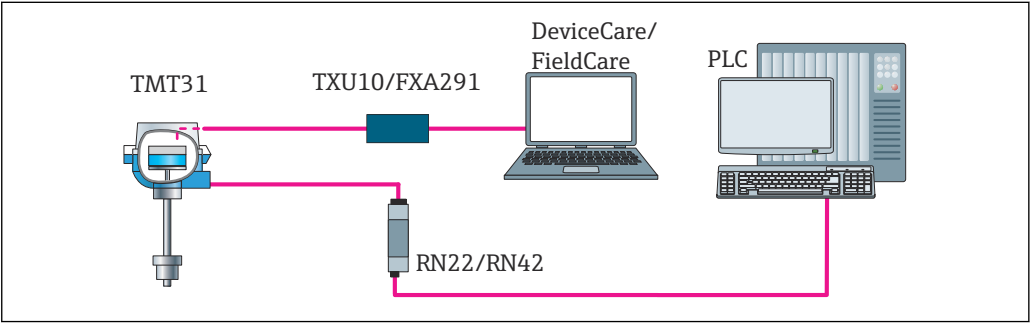 TMT31
TXU10/FXA291
DeviceCare/
FieldCare
PLC
RN22/RN42